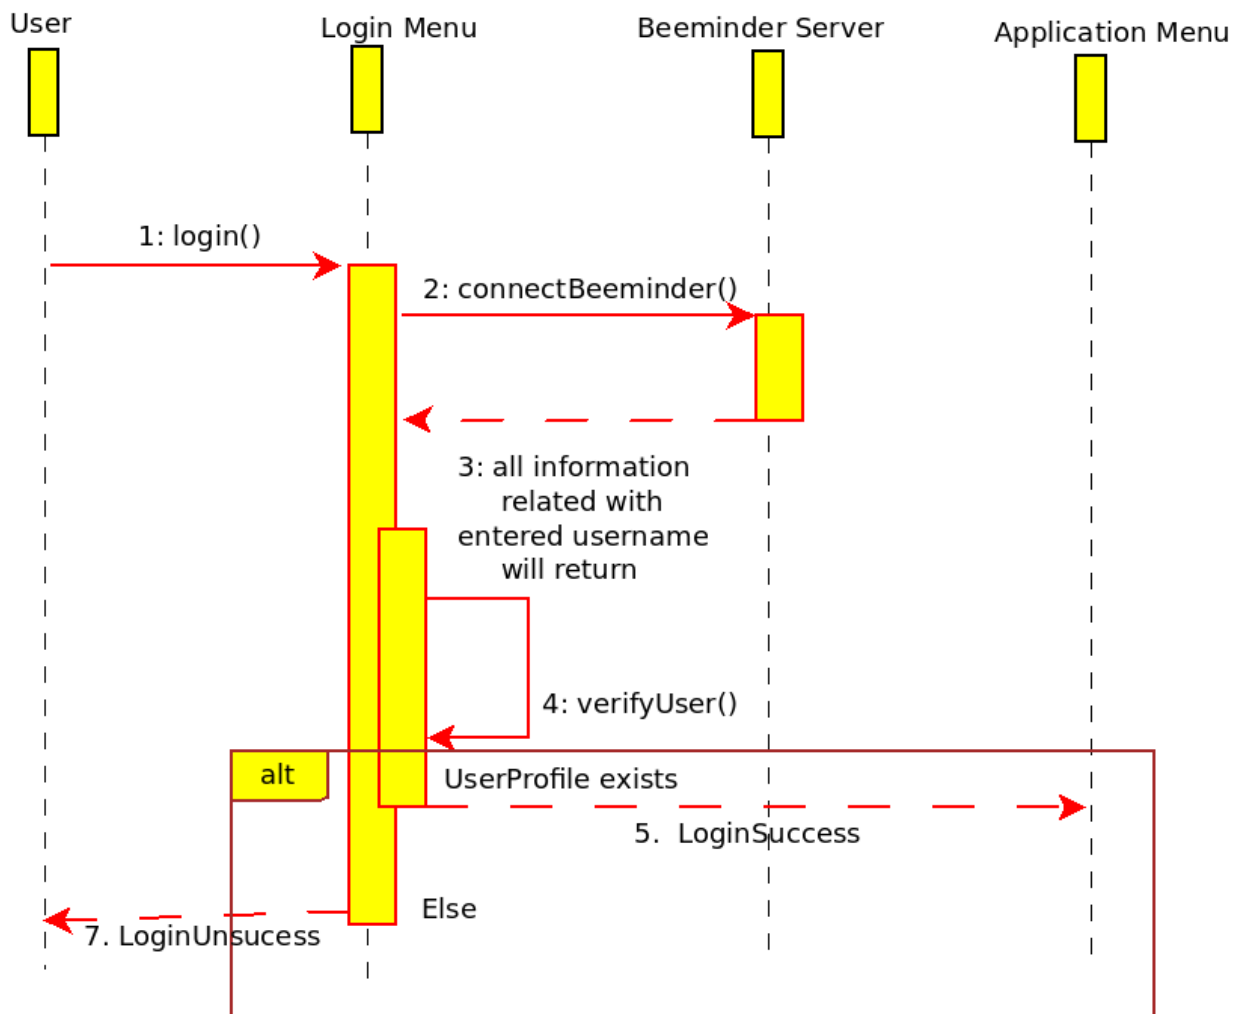 User
Login Menu
Beeminder Server
Application Menu
1: login()
2: connectBeeminder()
3: all information
related with
entered username
will return
4: verifyUser()
alt
UserProfile exists
5.  LoginSuccess
Else
7. LoginUnsucess